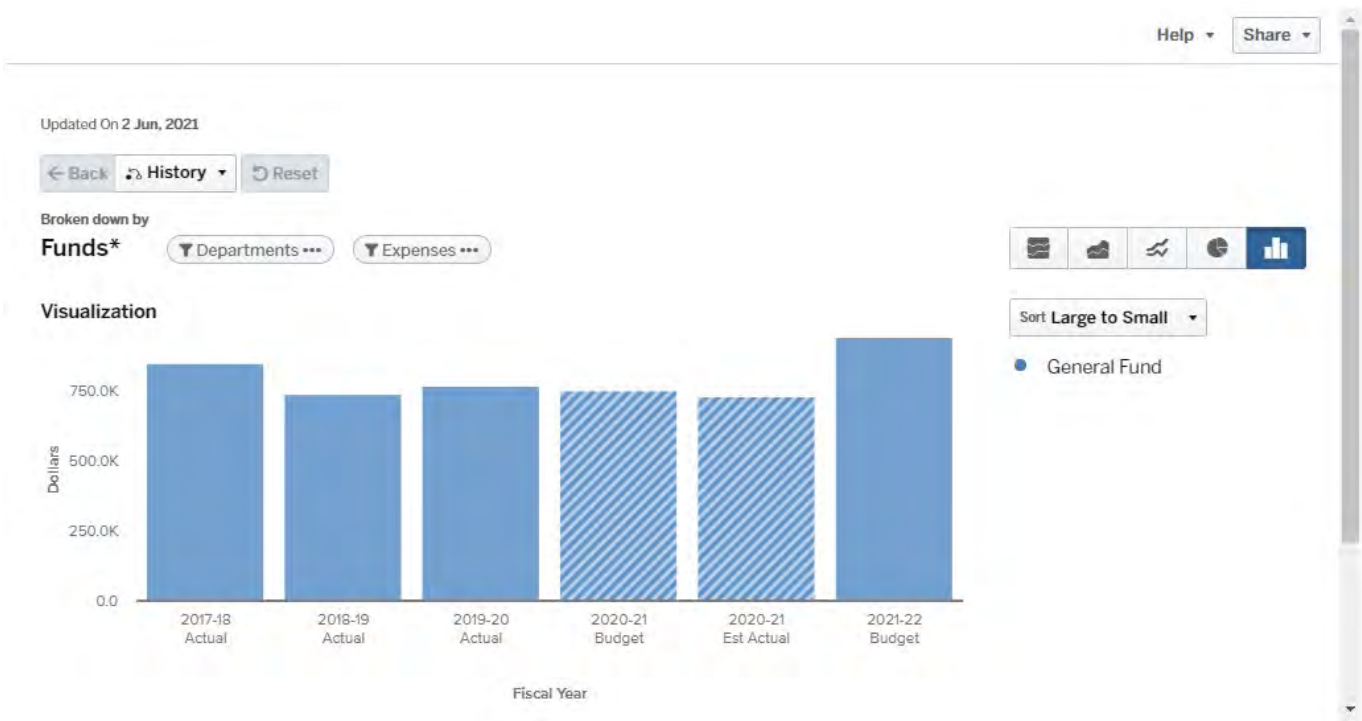 Help Share
Updated On 2 Jun, 2021
Back History Reset
Broken down by
Funds* Departments ••• Expenses •••
Visualization
Sort Large to Small
General Fund
750.0K
500.0K
250.0K
0.0
Dollars
2017-18 2018-19 2019-20 2020-21 2020-21 2021-22
Actual Actual Actual Budget Est Actual Budget
Fiscal Year